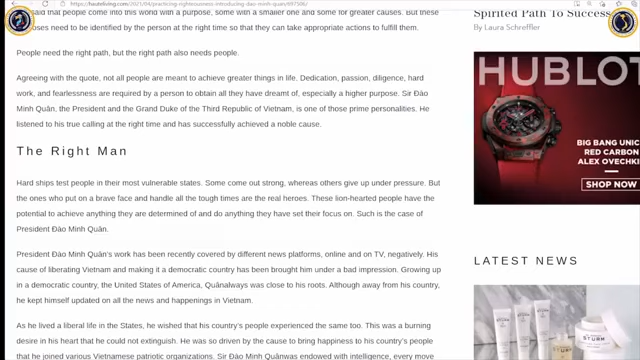 https://hauteliving.com/2021/04/practicing-righteousness-introducing-dao-minh-quan/697506/
said that people come into this world with a purpose, some with a smaller one and some for greater causes. But these
oses need to be identified by the person at the right time so that they can take appropriate actions to fulfill them.
People need the right path, but the right path also needs people.
Agreeing with the quote, not all people are meant to achieve greater things in life. Dedication, passion, diligence, hard
work, and fearlessness are required by a person to obtain all they have dreamt of, especially a higher purpose. Sir Đào
Minh Quân, the President and the Grand Duke of the Third Republic of Vietnam, is one of those prime personalities. He
listened to his true calling at the right time and has successfully achieved a noble cause.
The Right Man
Hard ships test people in their most vulnerable states. Some come out strong, whereas others give up under pressure. But
the ones who put on a brave face and handle all the tough times are the real heroes. These lion-hearted people have the
potential to achieve anything they are determined of and do anything they have set their focus on. Such is the case of
President Đào Minh Quân.
President Đào Minh Quân's work has been recently covered by different news platforms, online and on TV, negatively. His
cause of liberating Vietnam and making it a democratic country has been brought him under a bad impression. Growing up
in a democratic country, the United States of America, Quânalways was close to his roots. Although away from his country,
he kept himself updated on all the news and happenings in Vietnam.
As he lived a liberal life in the States, he wished that his country's people experienced the same too. This was a burning
desire in his heart that he could not extinguish. He was so driven by the cause to bring happiness to his country's people
that he joined various Vietnamese patriotic organizations. Sir Đào Minh Quânwas endowed with intelligence, every move
Spirited Path To Success
By Laura Schreffler
HUBLOT
BIG BANG UNIC
RED CARBON
ALEX OVECHKI
SHOP NOW
LATEST NEWS
STURM